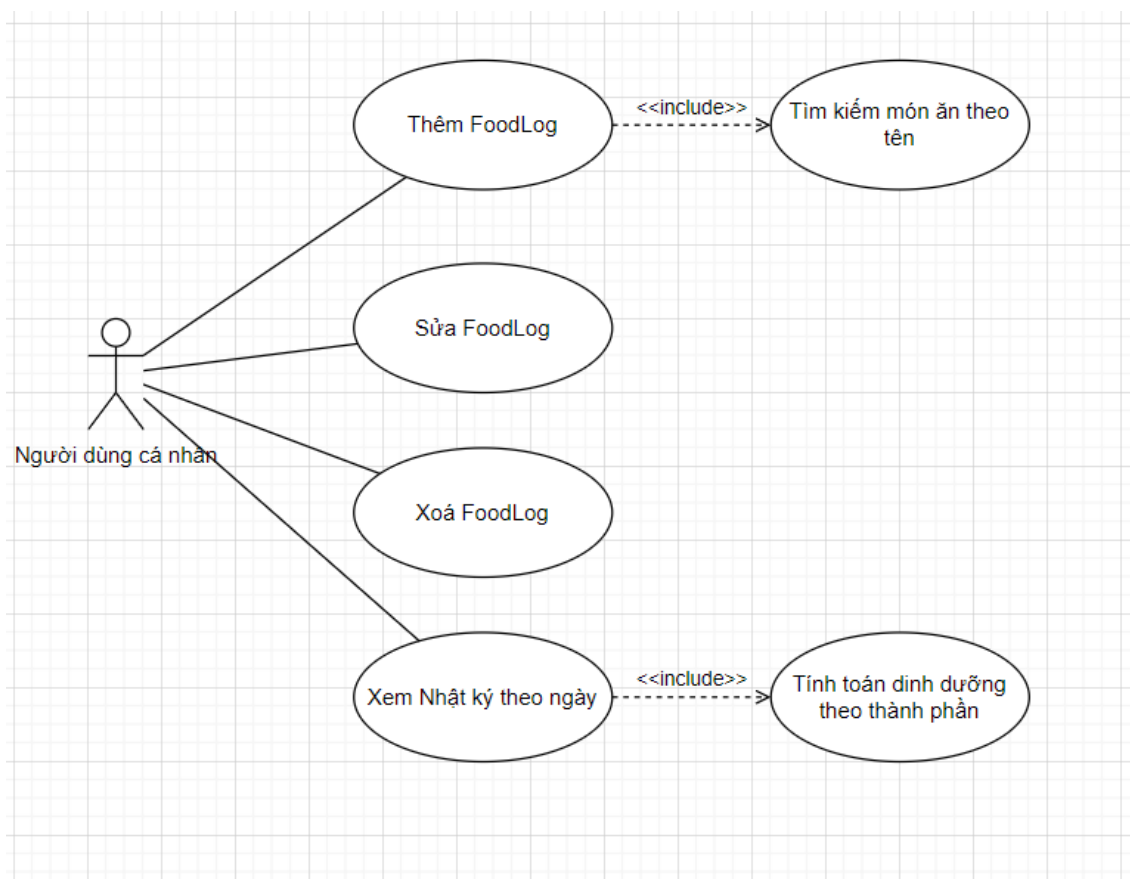 Thêm FoodLog
<<include>>
Tìm kiếm món ăn theo
tên
Sửa FoodLog
Người dùng cá nhân
Xoá FoodLog
Xem Nhật ký theo ngày
<<include>>
Tính toán dinh dưỡng
theo thành phần